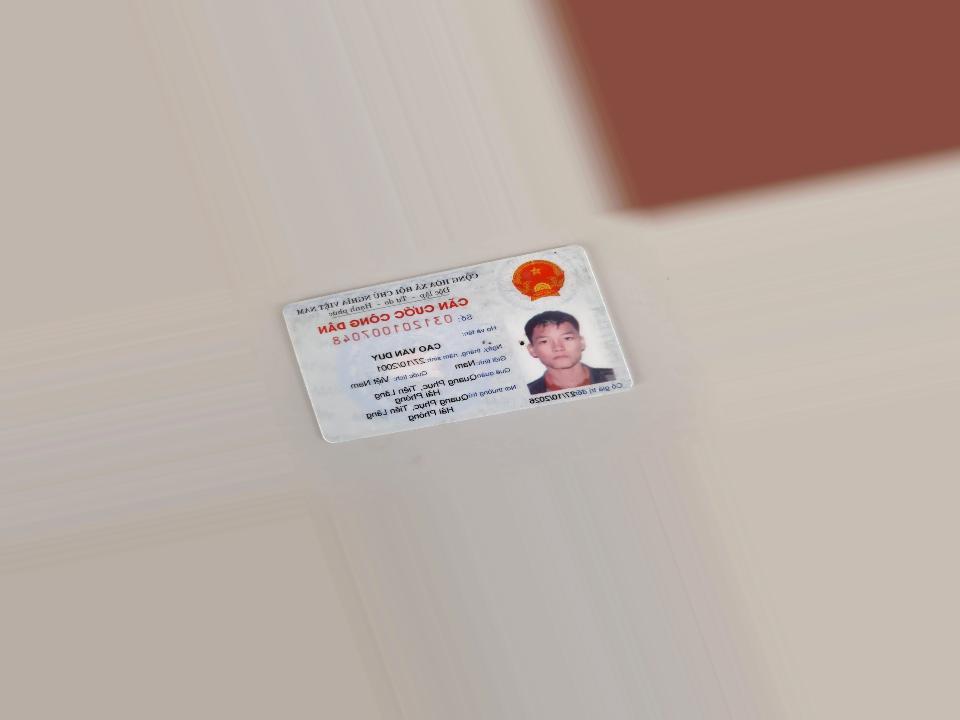 CỘNG HÒA XÃ HỘI CHỦ NGHĨA VIỆT NAM
Độc lập - Tự do - Hạnh phúc
CĂN CƯỚC CÔNG DÂN
Số: 031201007048
Họ và tên:
CAO VĂN DUY
Ngày, tháng, năm sinh: 27/10/2001
Giới tính: Nam Quốc tịch: Việt Nam
Quê quán: Quang Phục, Tiên Lãng
Hải Phòng
Nơi thường trú: Quang Phục, Tiên Lãng
Hải Phòng
Có giá trị đến: 27/10/2026